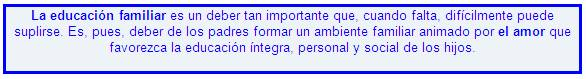 La educación familiar es un deber tan importante que, cuando falta, difícilmente puede
suplirse. Es, pues, deber de los padres formar un ambiente familiar animado por el amor que
favorezca la educación íntegra, personal y social de los hijos.